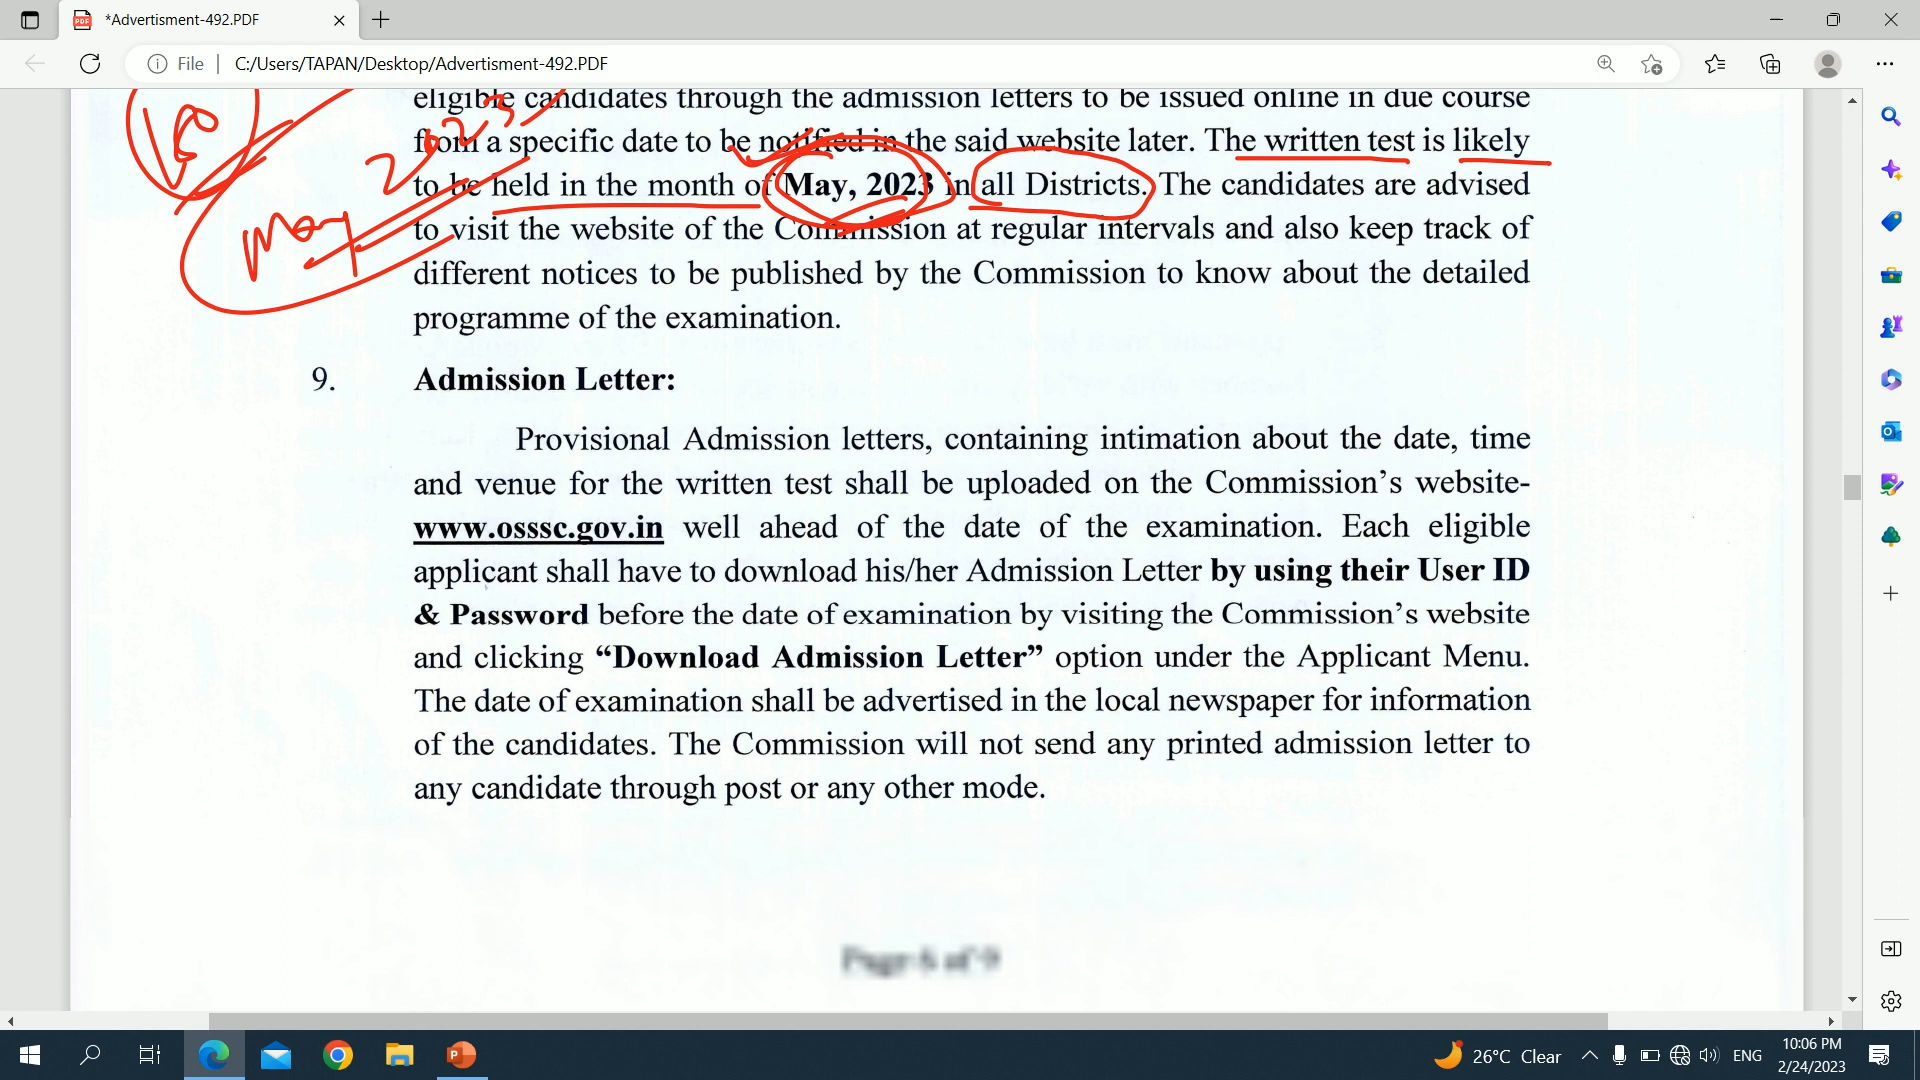 *Advertisment-492.PDF
File | C:/Users/TAPAN/Desktop/Advertisment-492.PDF
eligible candidates through the admission letters to be issued online in due course
from a specific date to be notified in the said website later. The written test is likely
to be held in the month of May, 2023 in all Districts. The candidates are advised
to visit the website of the Commission at regular intervals and also keep track of
different notices to be published by the Commission to know about the detailed
programme of the examination.
May 2023
9. Admission Letter:
Provisional Admission letters, containing intimation about the date, time
and venue for the written test shall be uploaded on the Commission's website-
www.osssc.gov.in well ahead of the date of the examination. Each eligible
applicant shall have to download his/her Admission Letter by using their User ID
& Password before the date of examination by visiting the Commission's website
and clicking “Download Admission Letter” option under the Applicant Menu.
The date of examination shall be advertised in the local newspaper for information
of the candidates. The Commission will not send any printed admission letter to
any candidate through post or any other mode.
Page 6 of 9
26°C Clear
ENG
10:06 PM
2/24/2023